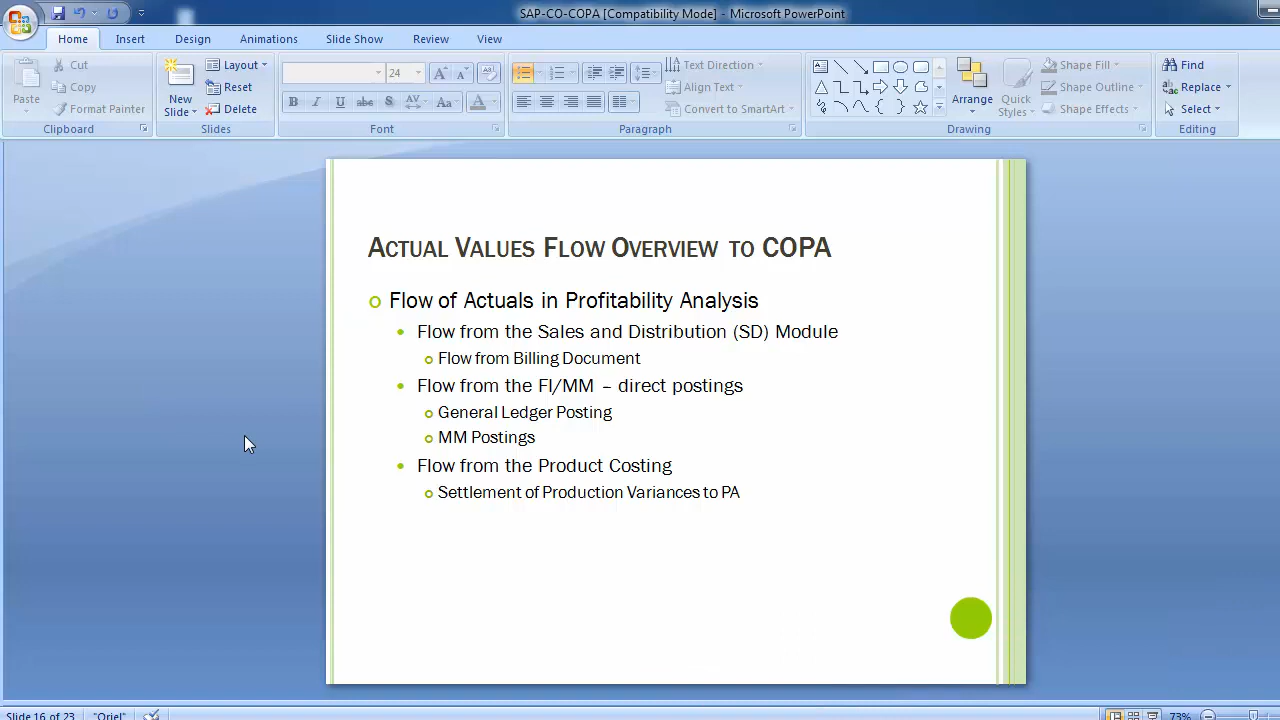 SAP-CO-COPA [Compatibility Mode] - Microsoft PowerPoint
Home Insert Design Animations Slide Show Review View
Paste
Cut
Copy
Format Painter
Clipboard
New Slide
Layout
Reset
Delete
Slides
24
B I U abc S AV Aa A
Font
Text Direction
Align Text
Convert to SmartArt
Paragraph
Arrange
Quick Styles
Shape Fill
Shape Outline
Shape Effects
Drawing
Find
Replace
Select
Editing
ACTUAL VALUES FLOW OVERVIEW TO COPA
Flow of Actuals in Profitability Analysis
Flow from the Sales and Distribution (SD) Module
Flow from Billing Document
Flow from the FI/MM – direct postings
General Ledger Posting
MM Postings
Flow from the Product Costing
Settlement of Production Variances to PA
Slide 16 of 23 "Oriel" 73%